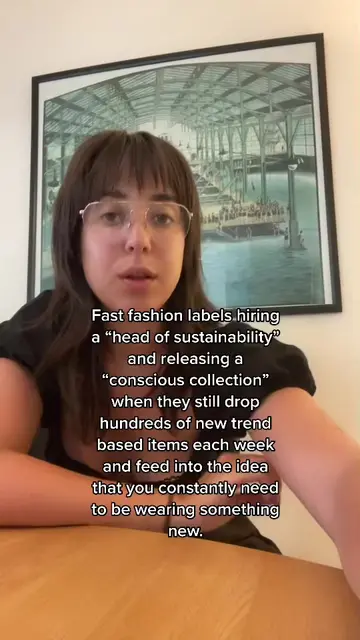 Fast fashion labels hiring
a “head of sustainability”
and releasing a
“conscious collection”
when they still drop
hundreds of new trend
based items each week
and feed into the idea
that you constantly need
to be wearing something
new.